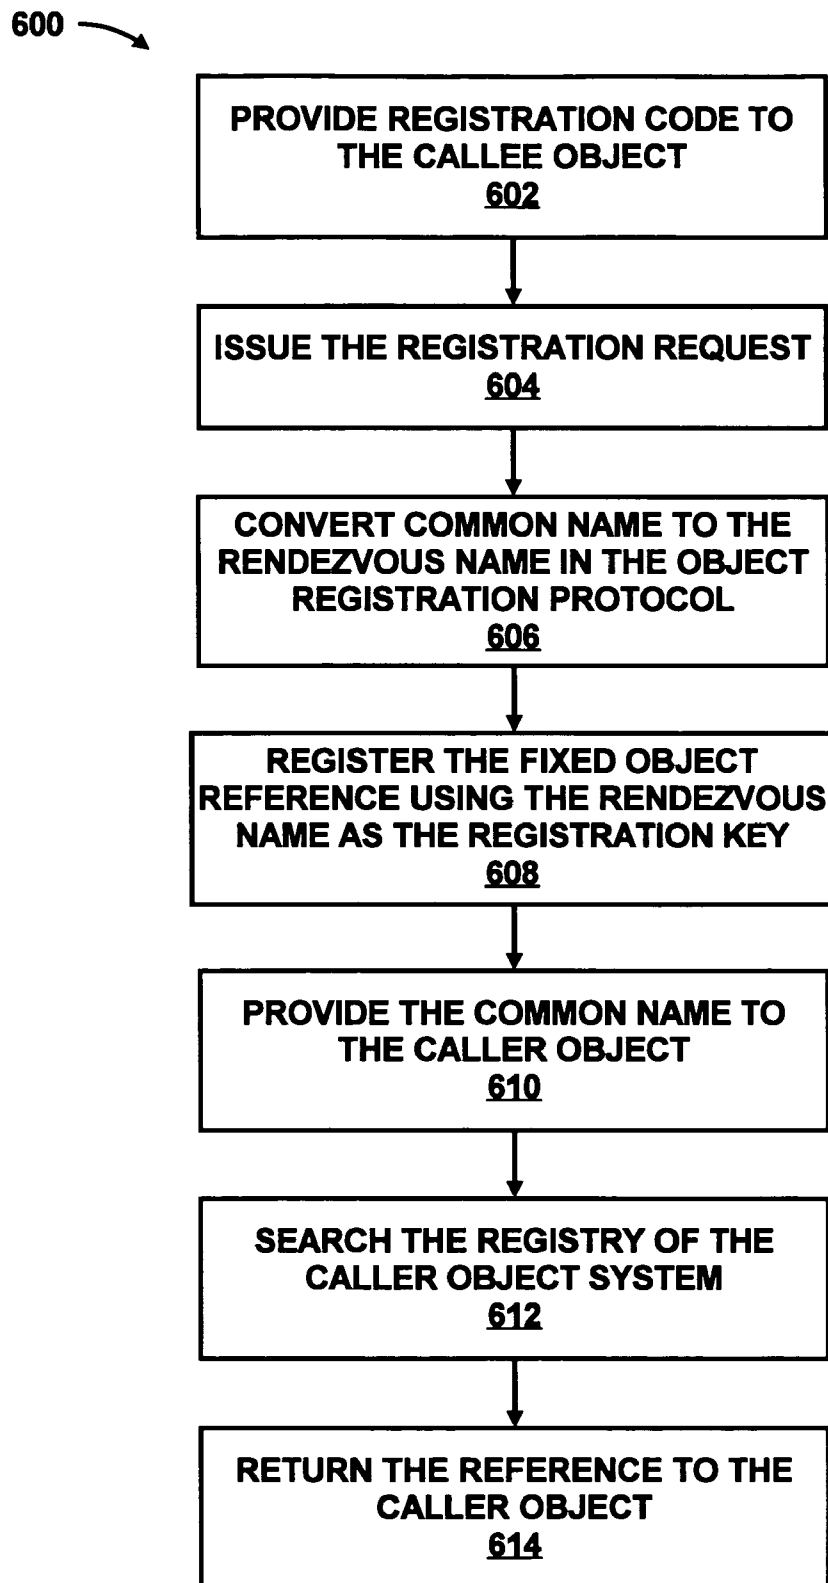 600
PROVIDE REGISTRATION CODE TO
THE CALLEE OBJECT
602
ISSUE THE REGISTRATION REQUEST
604
CONVERT COMMON NAME TO THE
RENDEZVOUS NAME IN THE OBJECT
REGISTRATION PROTOCOL
606
REGISTER THE FIXED OBJECT
REFERENCE USING THE RENDEZVOUS
NAME AS THE REGISTRATION KEY
608
PROVIDE THE COMMON NAME TO
THE CALLER OBJECT
610
SEARCH THE REGISTRY OF THE
CALLER OBJECT SYSTEM
612
RETURN THE REFERENCE TO THE
CALLER OBJECT
614